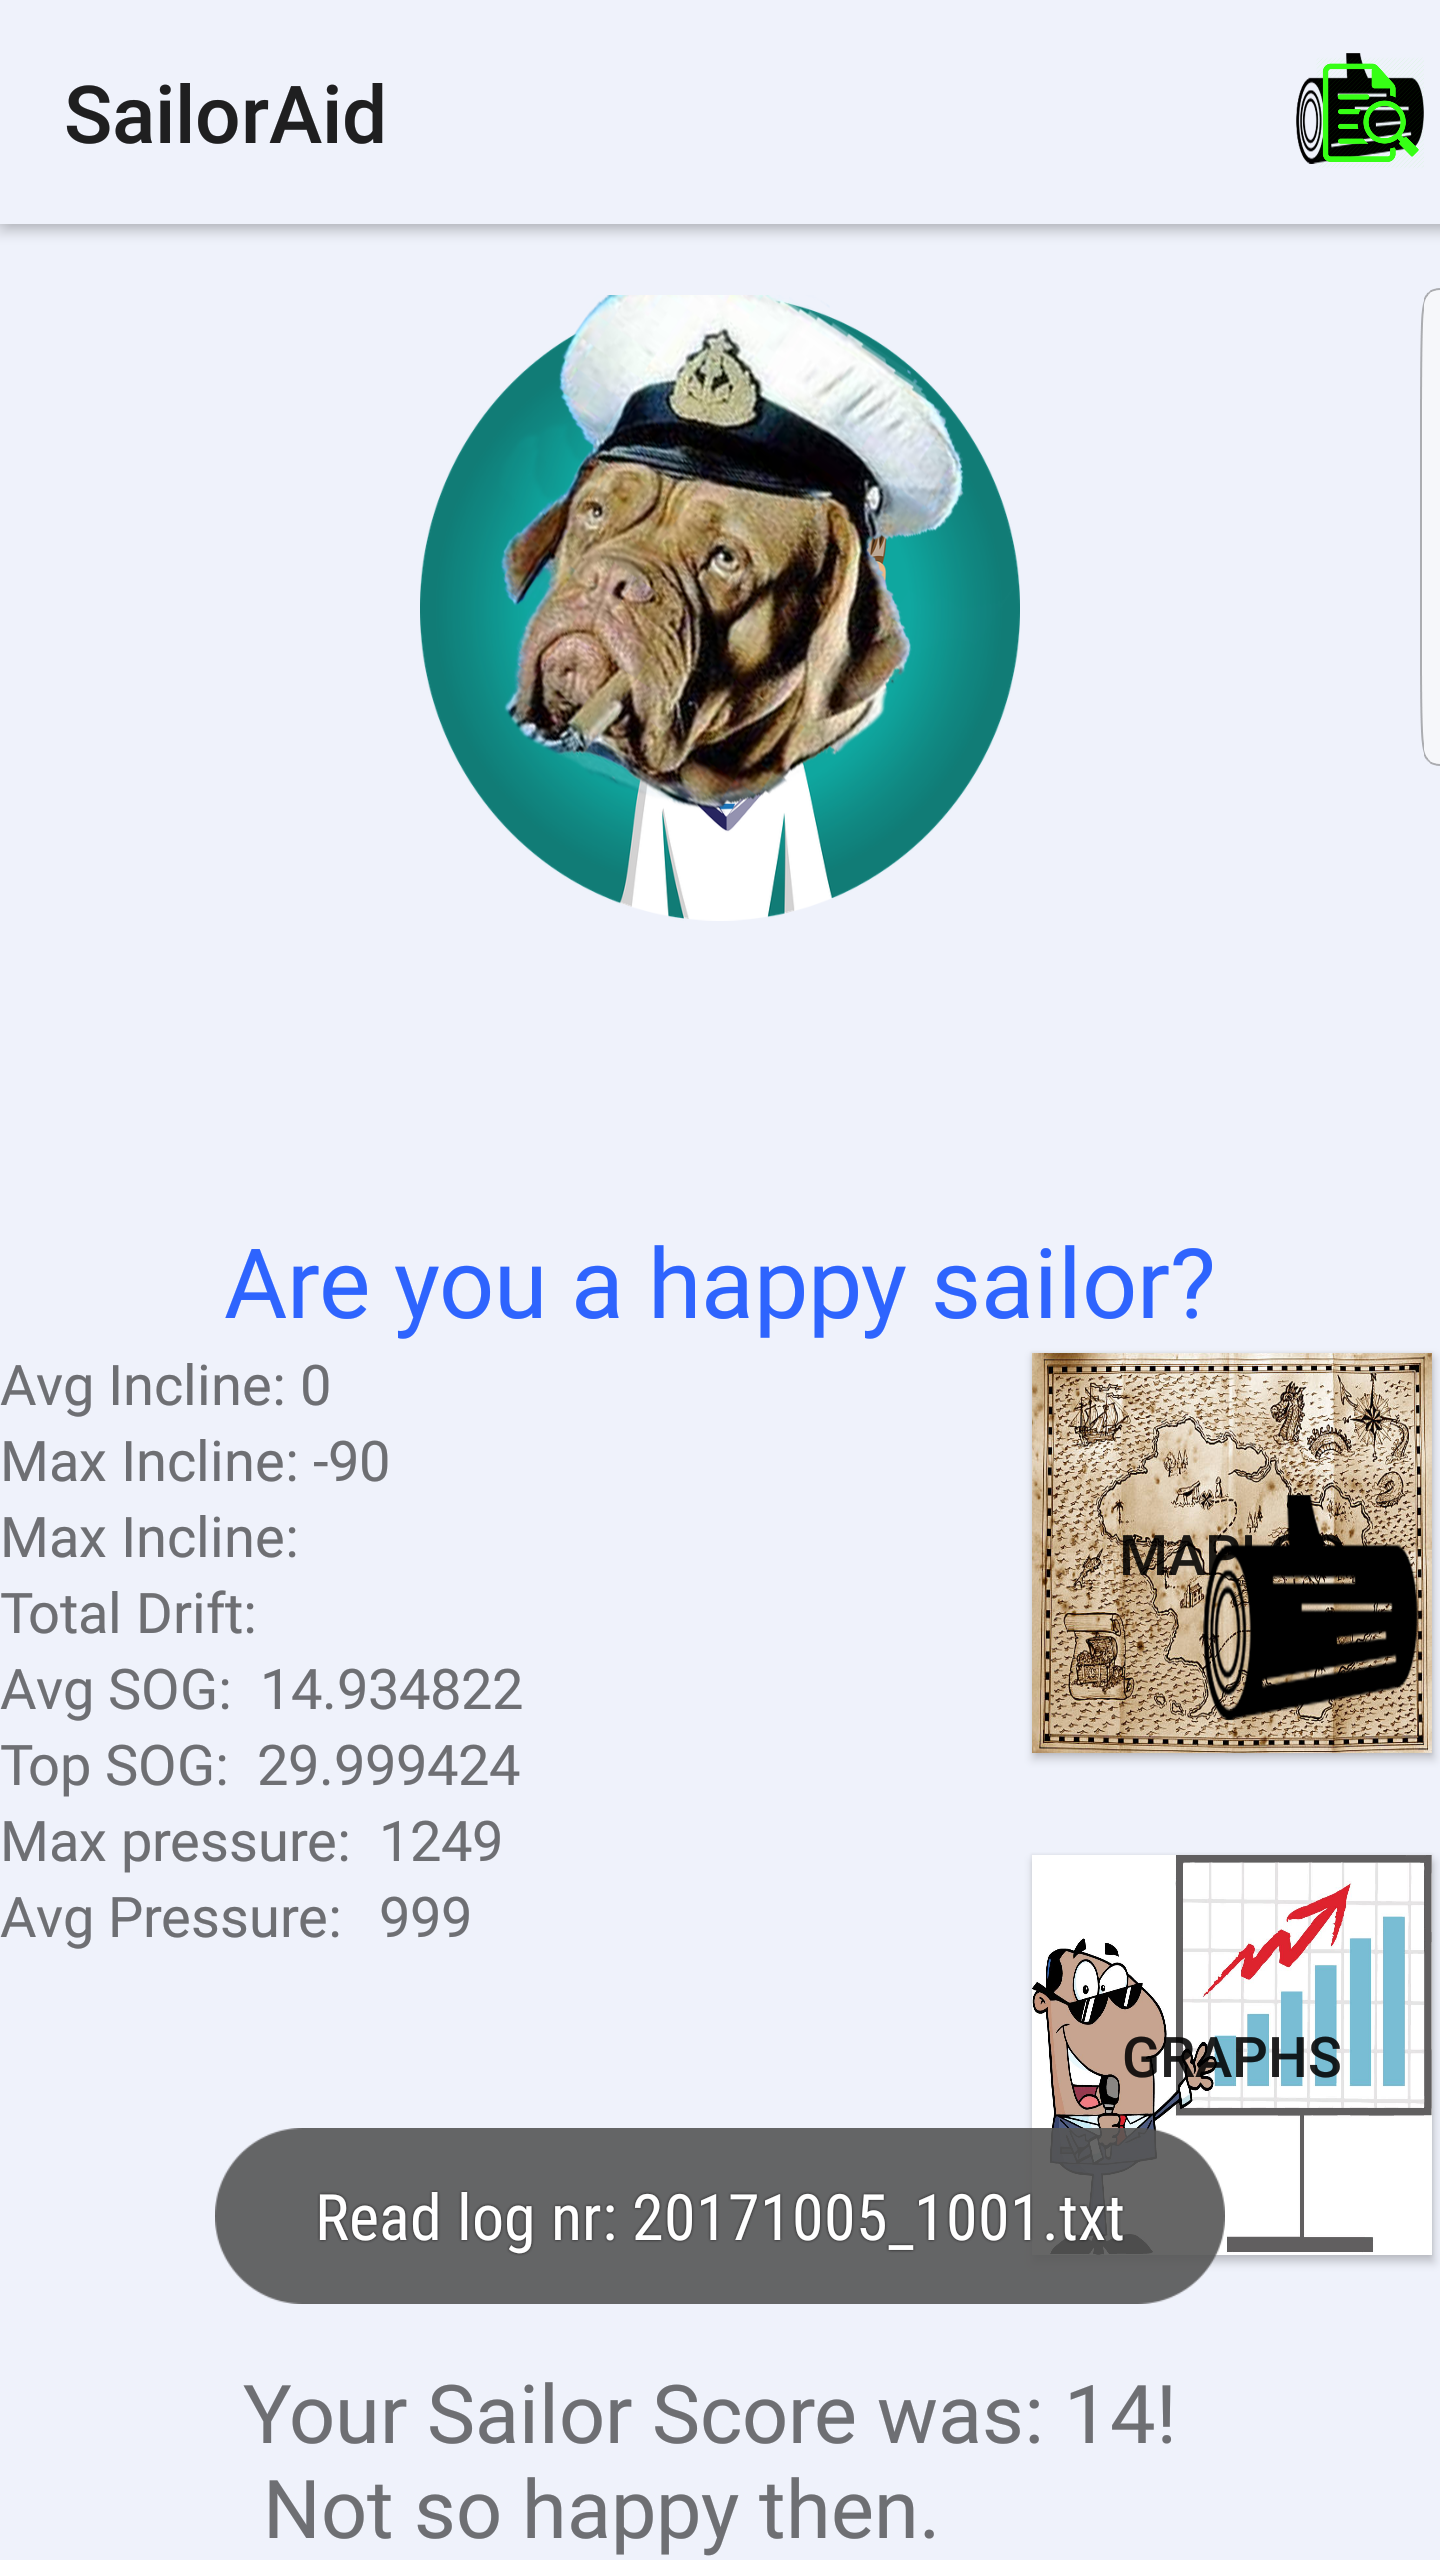 SailorAid
Are you a happy sailor?
Avg Incline: 0
Max Incline: -90
Max Incline:
Total Drift:
Avg SOG: 14.934822
Top SOG: 29.999424
Max pressure: 1249
Avg Pressure: 999
GRAPHS
Read log nr: 20171005_1001.txt
Your Sailor Score was: 14!
Not so happy then.